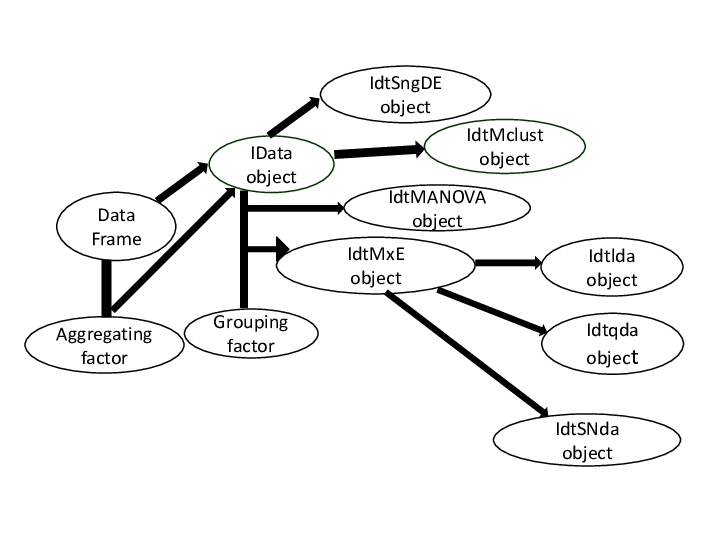 IdtSngDE
object
IData
object
IdtMclust
object
Data
Frame
IdtMANOVA
object
IdtMxE
object
Idtlda
object
Aggregating
factor
Grouping
factor
Idtqda
object
IdtSNda
object